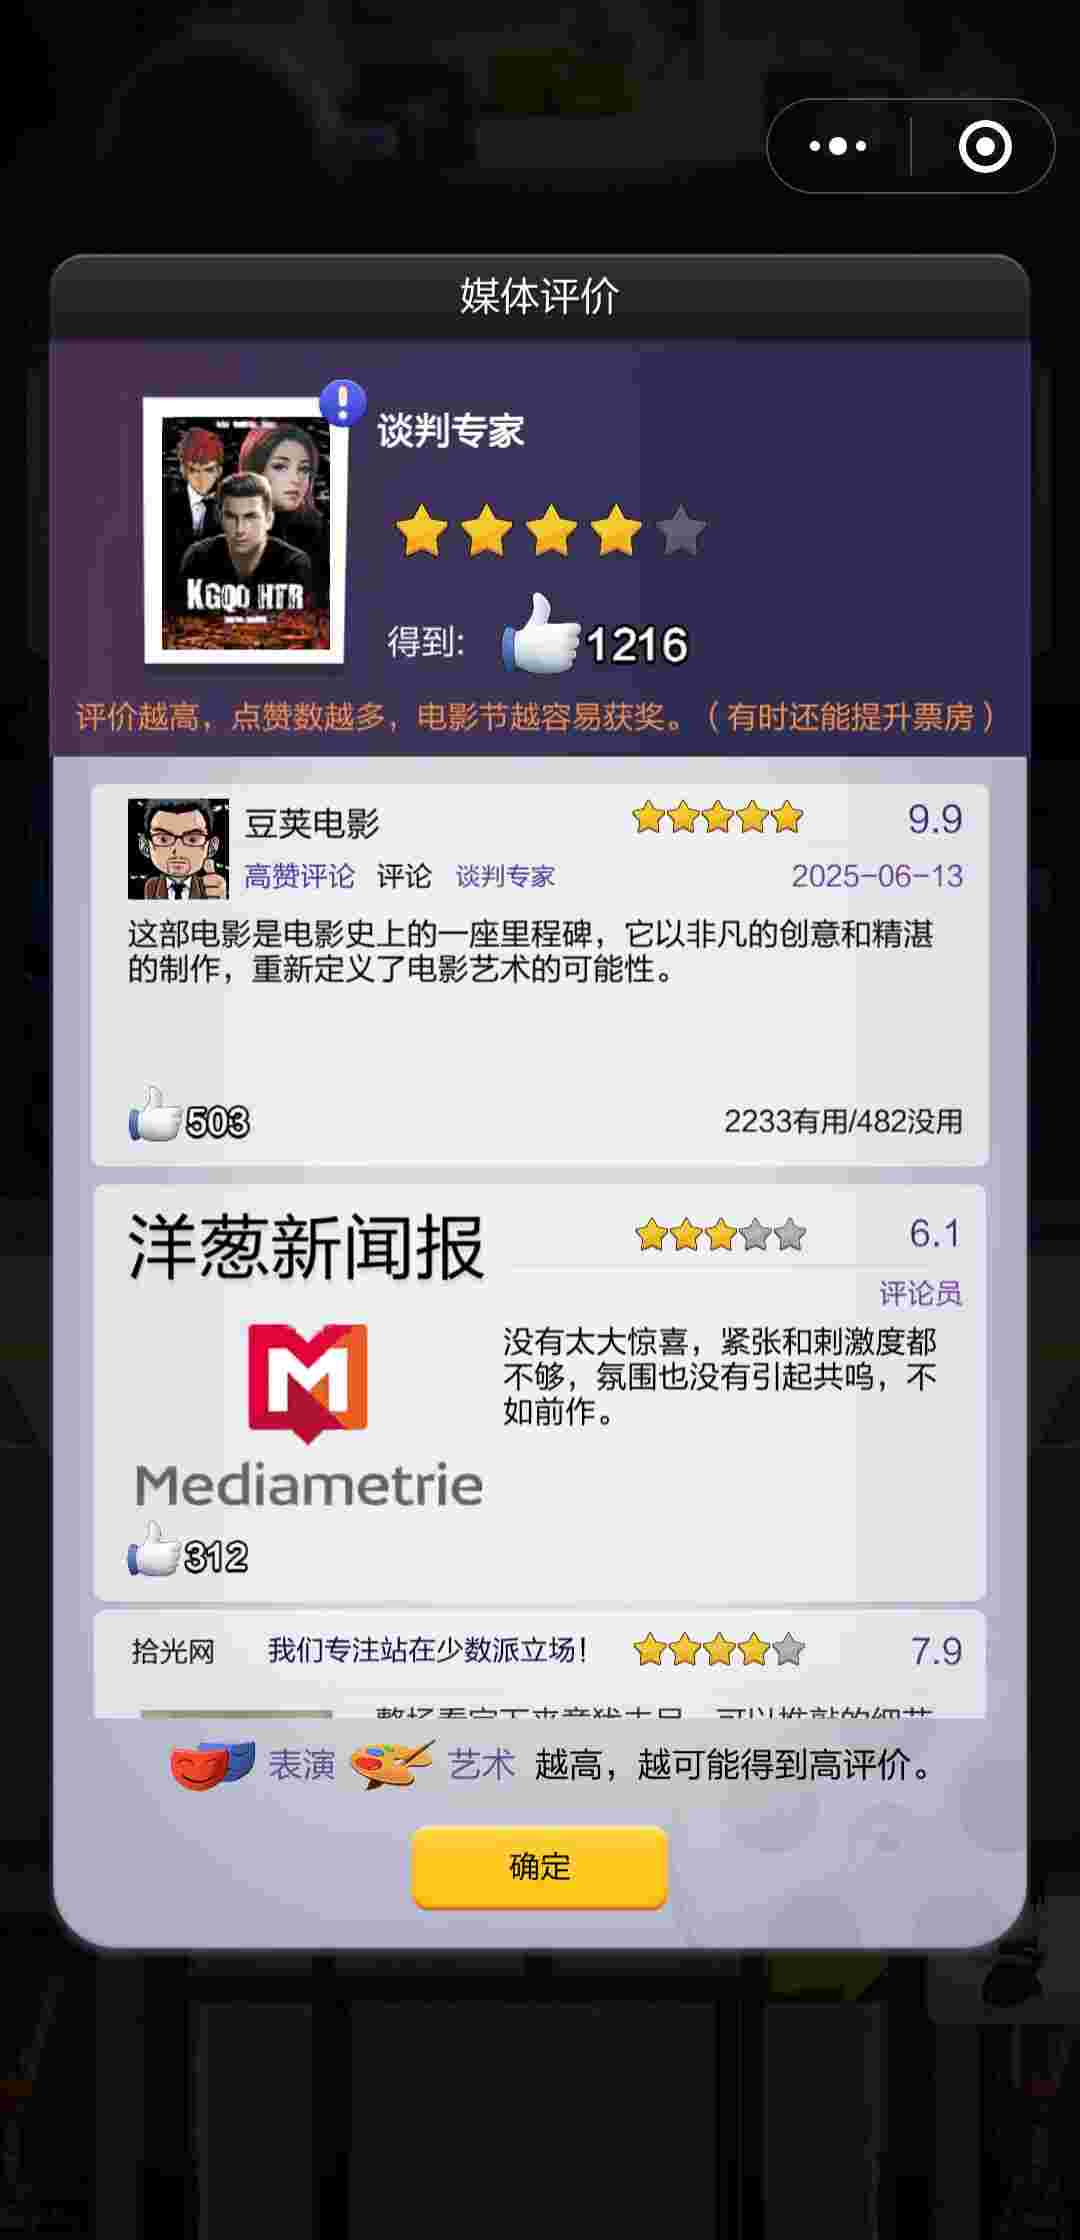 媒体评价
谈判专家
KGQO HTR
得到: 1216
评价越高，点赞数越多，电影节越容易获奖。（有时还能提升票房）
豆荚电影 9.9
高赞评论 评论 谈判专家 2025-06-13
这部电影是电影史上的一座里程碑，它以非凡的创意和精湛
的制作，重新定义了电影艺术的可能性。
503 2233有用/482没用
洋葱新闻报 6.1
评论员
没有太大惊喜，紧张和刺激度都
不够，氛围也没有引起共鸣，不
如前作。
M
Mediametrie
312
拾光网 我们专注站在少数派立场！ 7.9
表演 艺术 越高，越可能得到高评价。
确定